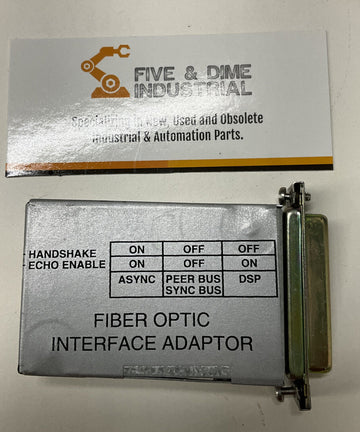 FIVE & DIME
INDUSTRIAL
Specializing in New, Used and Obsolete
Industrial & Automation Parts.
HANDSHAKE ON OFF OFF
ECHO ENABLE ON OFF ON
ASYNC PEER BUS DSP
SYNC BUS
FIBER OPTIC
INTERFACE ADAPTOR